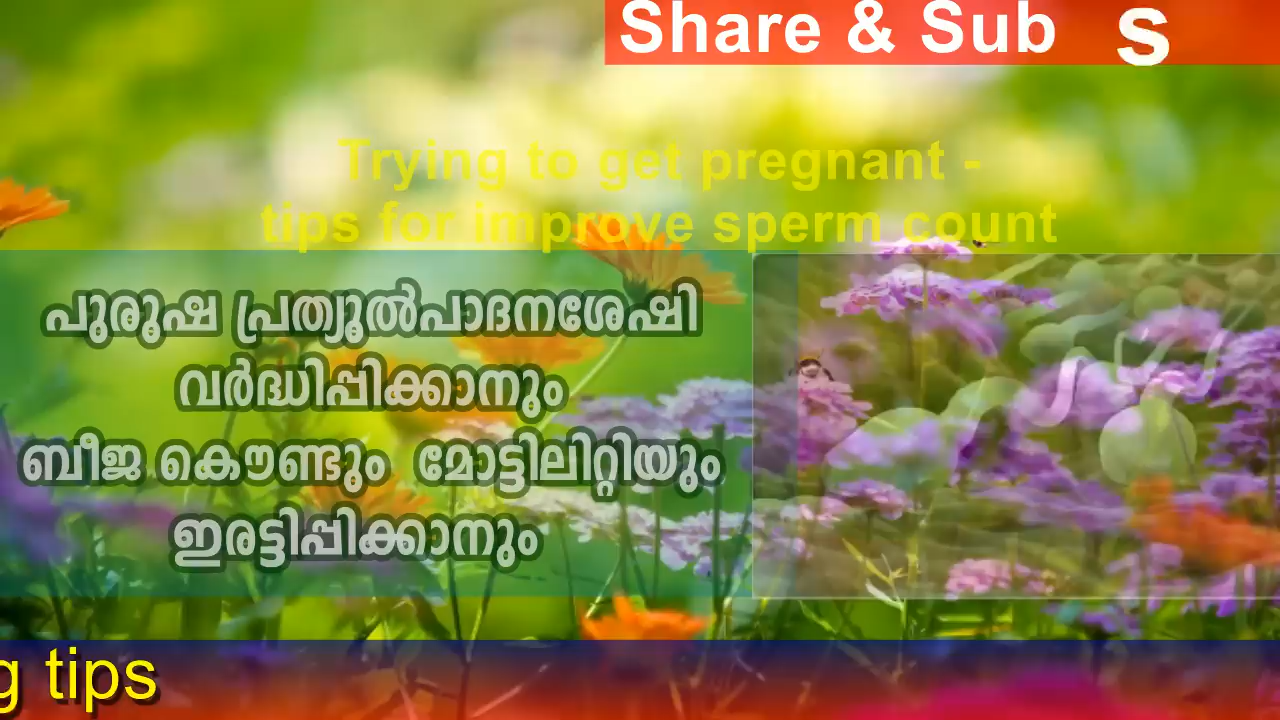 Share & Sub s
Trying to get pregnant -
tips for improve sperm count
പുരുഷ പ്രത്യൂൽപാദനശേഷി
വർദ്ധിപ്പിക്കാനും
ബീജ കൌണ്ടും മോട്ടിലിറ്റിയും
ഇരട്ടിപ്പിക്കാനും
g tips